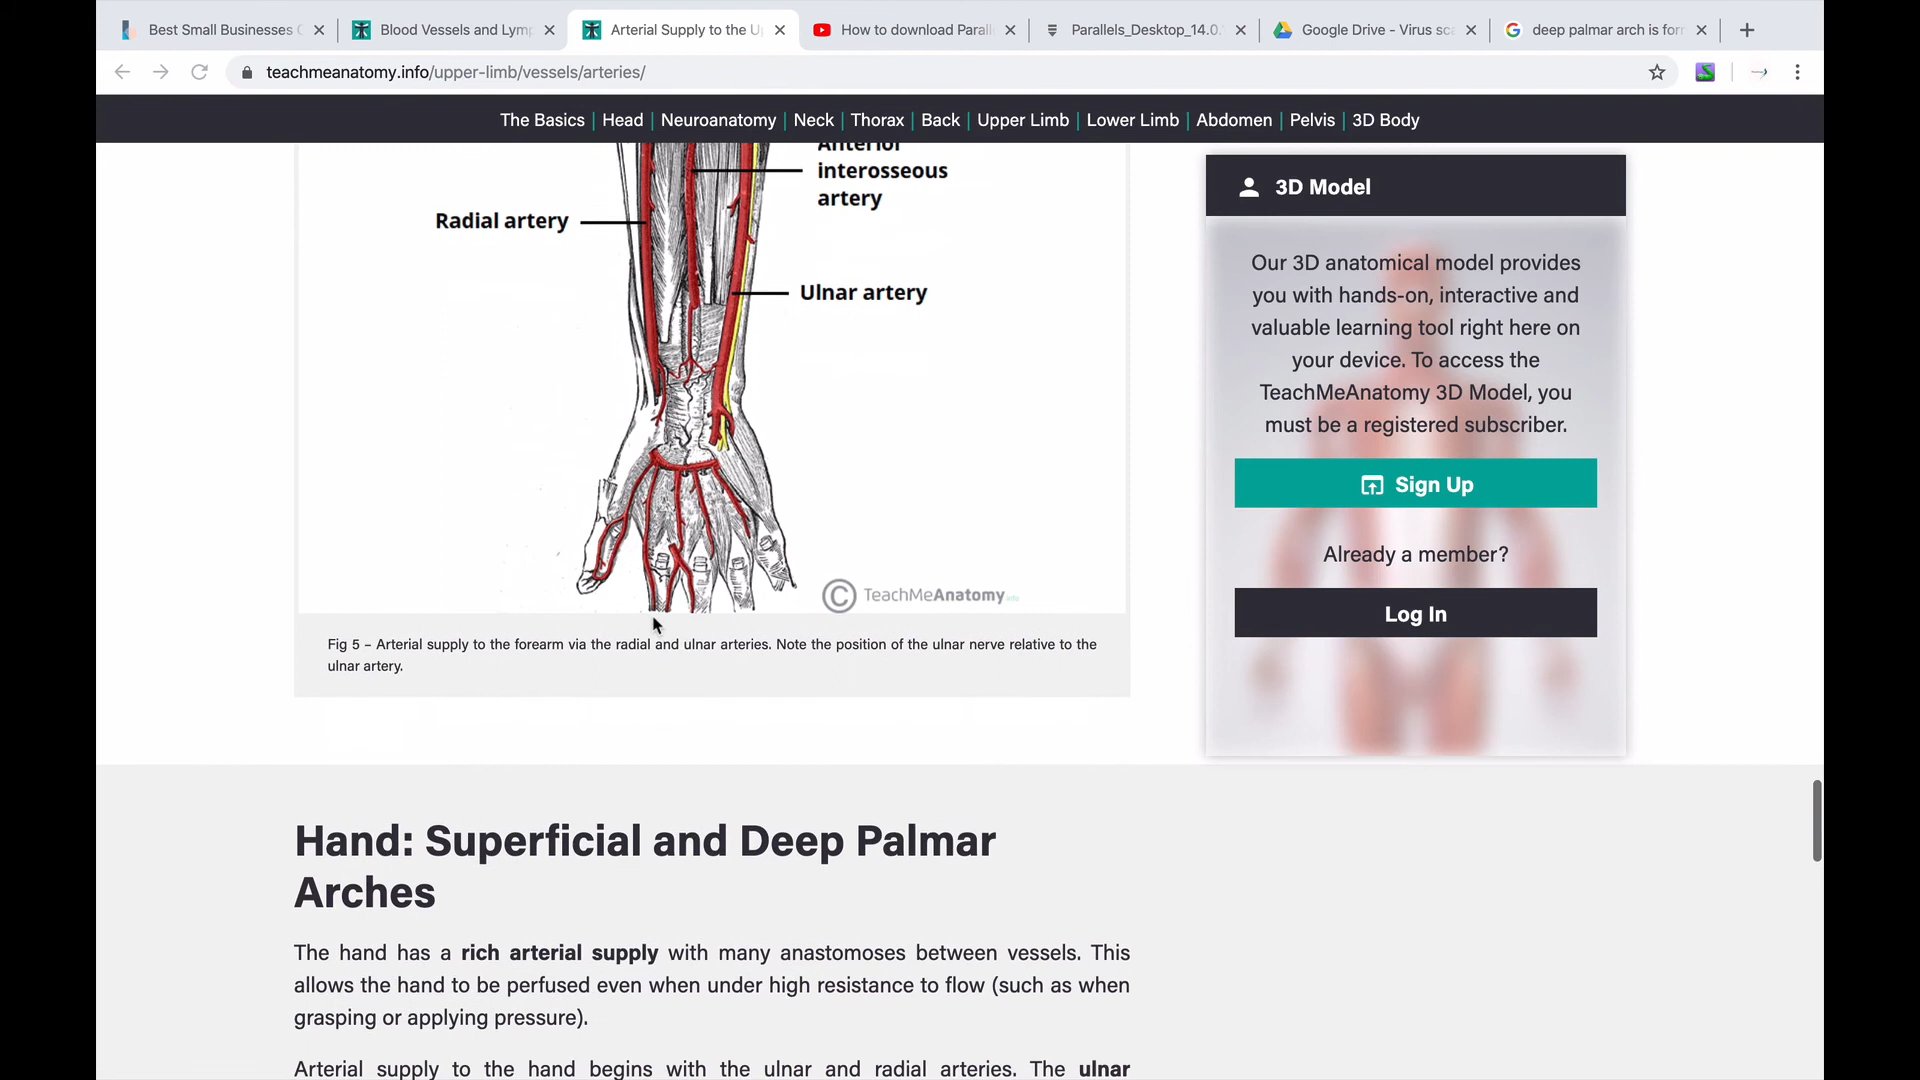 Best Small Businesses
Blood Vessels and Lymp
Arterial Supply to the U
How to download Parall
Parallels_Desktop_14.0.
Google Drive - Virus sca
deep palmar arch is for
teachmeanatomy.info/upper-limb/vessels/arteries/
The Basics | Head | Neuroanatomy | Neck | Thorax | Back | Upper Limb | Lower Limb | Abdomen | Pelvis | 3D Body
Anterior
interosseous
artery
Radial artery
Ulnar artery
© TeachMeAnatomy
Fig 5 – Arterial supply to the forearm via the radial and ulnar arteries. Note the position of the ulnar nerve relative to the
ulnar artery.
3D Model
Our 3D anatomical model provides
you with hands-on, interactive and
valuable learning tool right here on
your device. To access the
TeachMeAnatomy 3D Model, you
must be a registered subscriber.
Sign Up
Already a member?
Log In
Hand: Superficial and Deep Palmar
Arches
The hand has a rich arterial supply with many anastomoses between vessels. This
allows the hand to be perfused even when under high resistance to flow (such as when
grasping or applying pressure).
Arterial supply to the hand begins with the ulnar and radial arteries. The ulnar